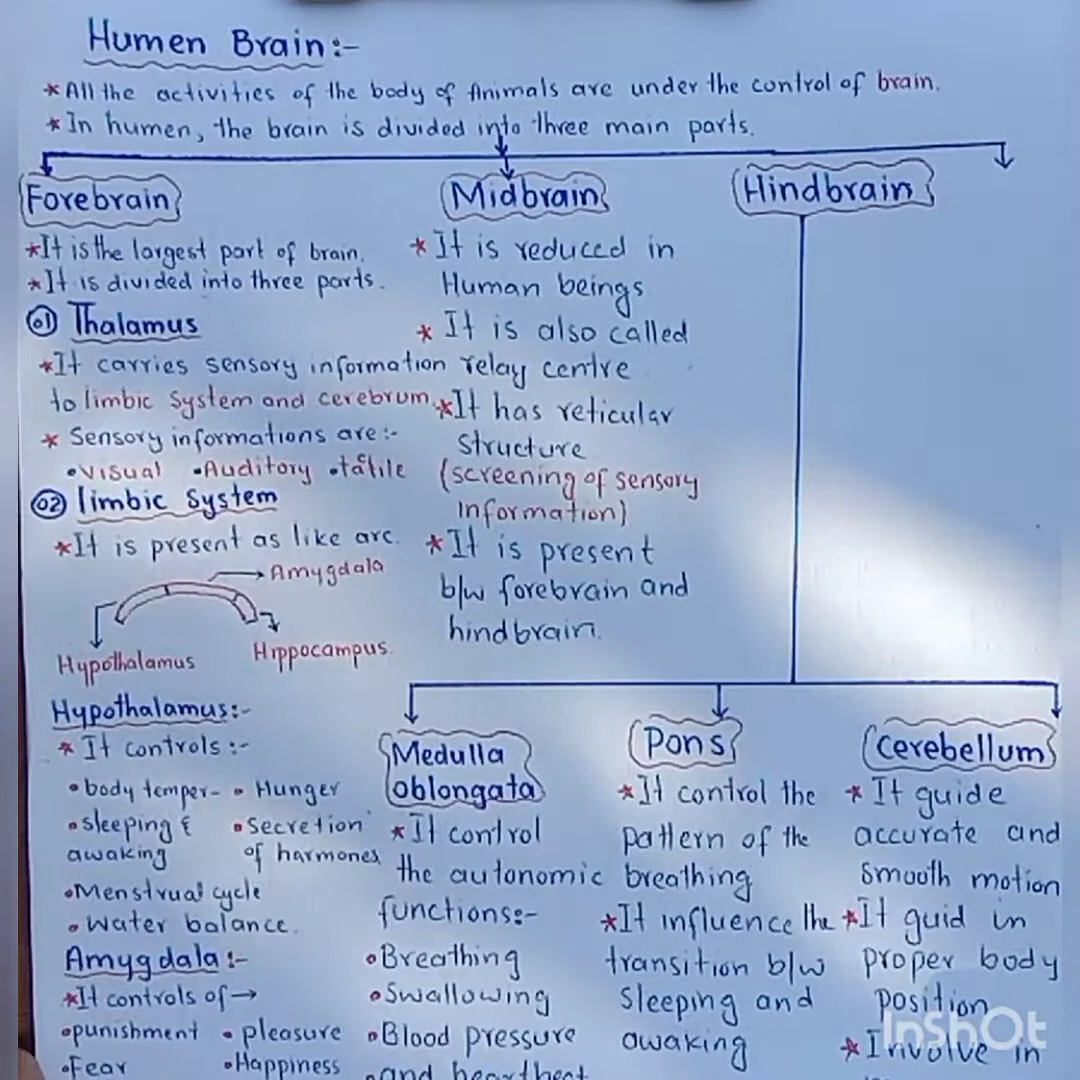 Humen Brain:-
*All the activities of the body of Animals are under the control of brain.
*In humen, the brain is divided into three main parts.
Forebrain
*It is the largest part of brain.
*It is divided into three parts.
01 Thalamus
*It carries sensory information
to limbic System and cerebrum
* Sensory informations are:-
•Visual •Auditory •tactile
02 limbic System
*It is present as like arc.
Amygdala
Hypothalamus
Hippocampus.
Hypothalamus:-
* It controls:-
•body temper- • Hunger
•sleeping & •Secretion
awaking of harmones
•Menstrual cycle
•Water balance.
Amygdala:-
*It controls of→
•punishment •pleasure
•Fear •Happiness
Midbrain
*It is reduced in
Human beings
* It is also called
relay centre
*It has reticular
structure
(screening of sensory
information)
*It is present
b/w forebrain and
hindbrain.
Hindbrain
Medulla
oblongata
*It control
the autonomic
functions:-
•Breathing
•Swallowing
•Blood pressure
•and heartbeat
Pons
*It control the
pattern of the
breathing
*It influence the
transition b/w
Sleeping and
awaking
Cerebellum
*It guide
accurate and
smooth motion
*It guid in
proper body
position
*Involve in
InShOt